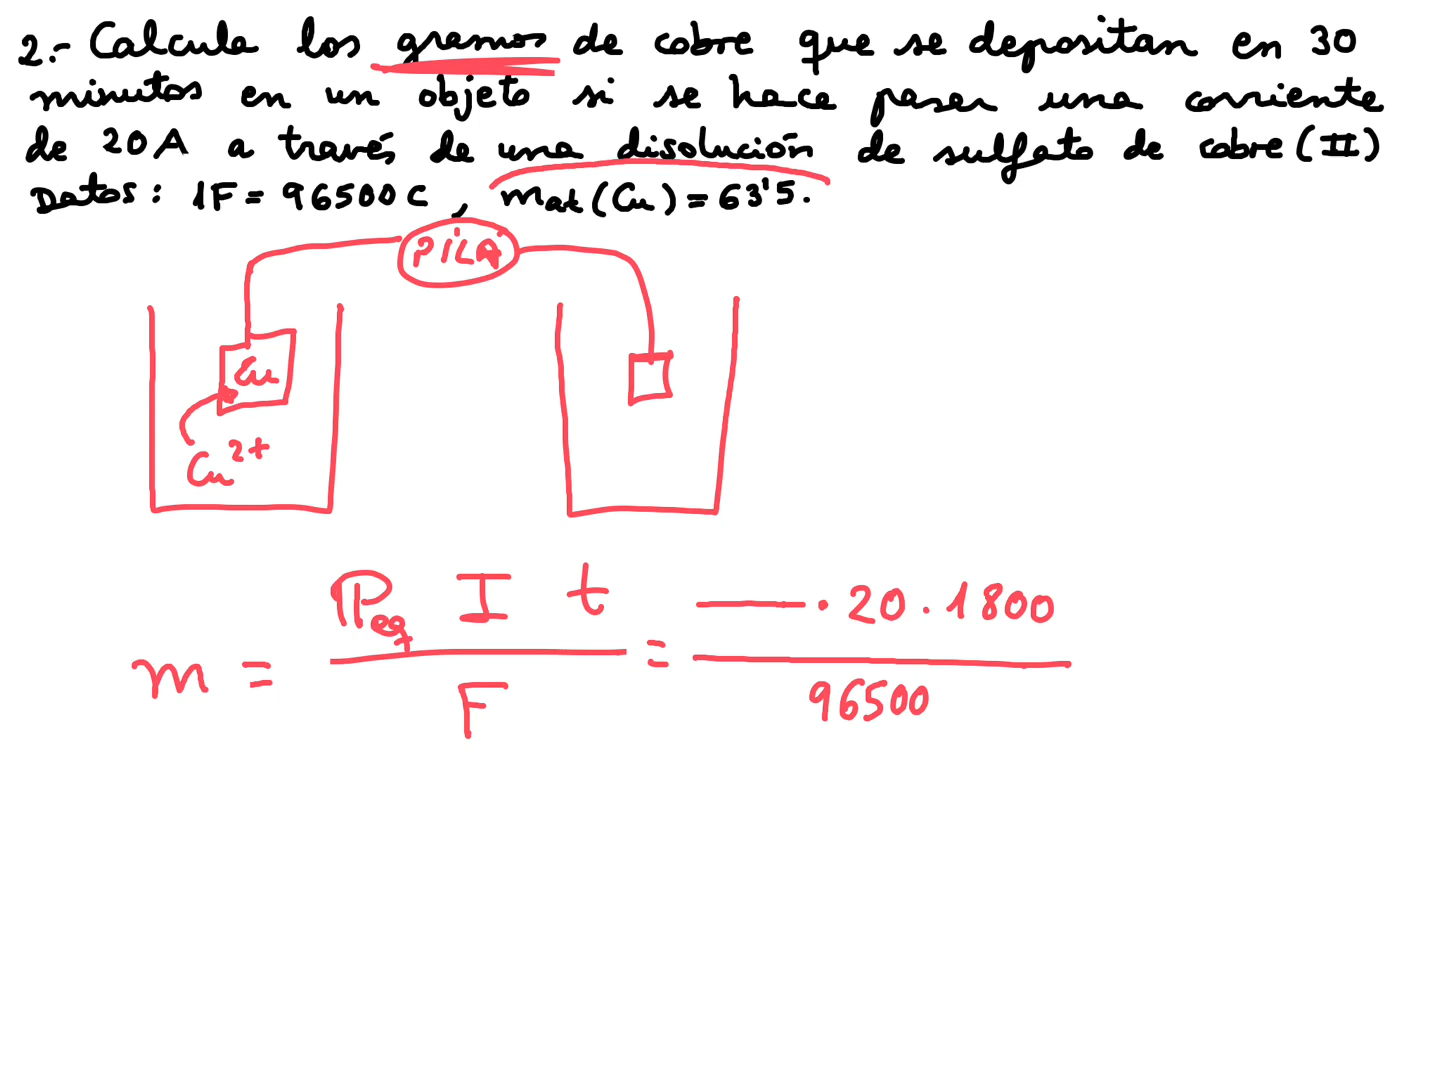 2.- Calcula los gramos de cobre que se depositan en 30
minutos en un objeto si se hace pasar una corriente
de 20A a través de una disolución de sulfato de cobre (II)
Datos: 1F = 96500 C, mat (Cu) = 63'5.
PILA
Cu
Cu²⁺
Peq I t
m = ——— = —— · 20 · 1800
F 96500